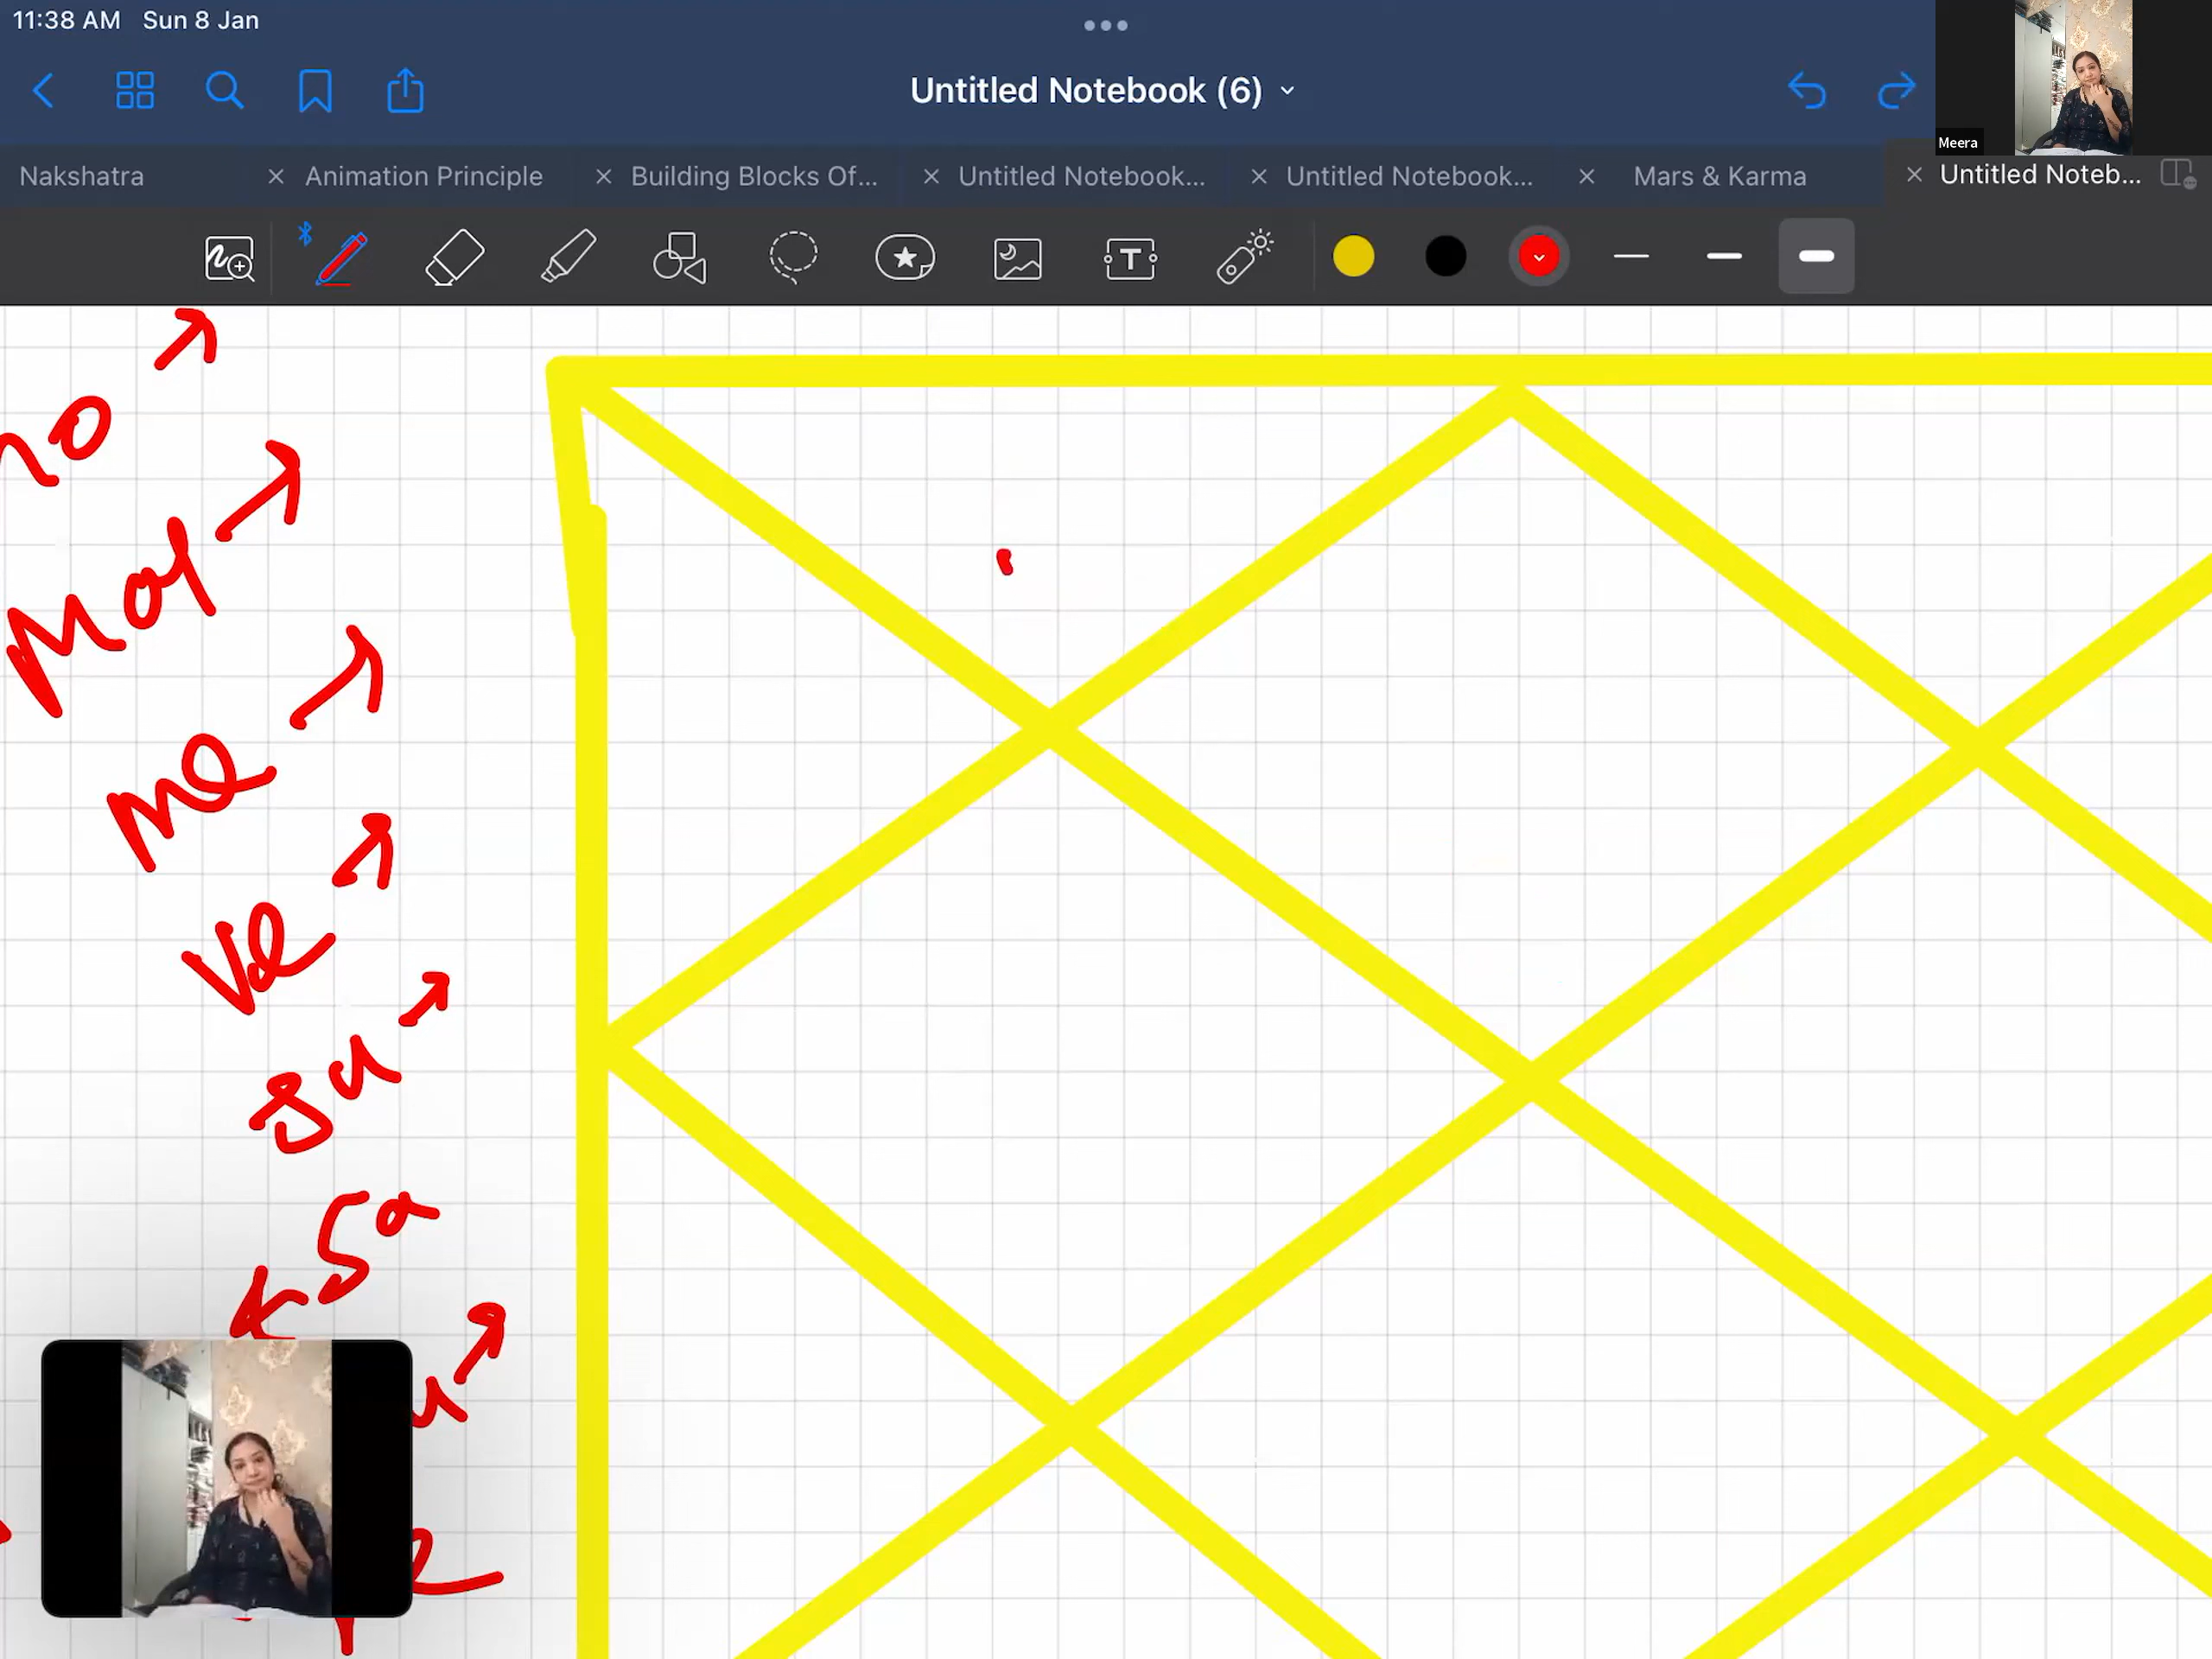 11:38 AM Sun 8 Jan
Untitled Notebook (6)
Meera
Nakshatra
Animation Principle
Building Blocks Of...
Untitled Notebook...
Untitled Notebook...
Mars & Karma
Untitled Noteb...
T
Me
Ve
Su
Sa